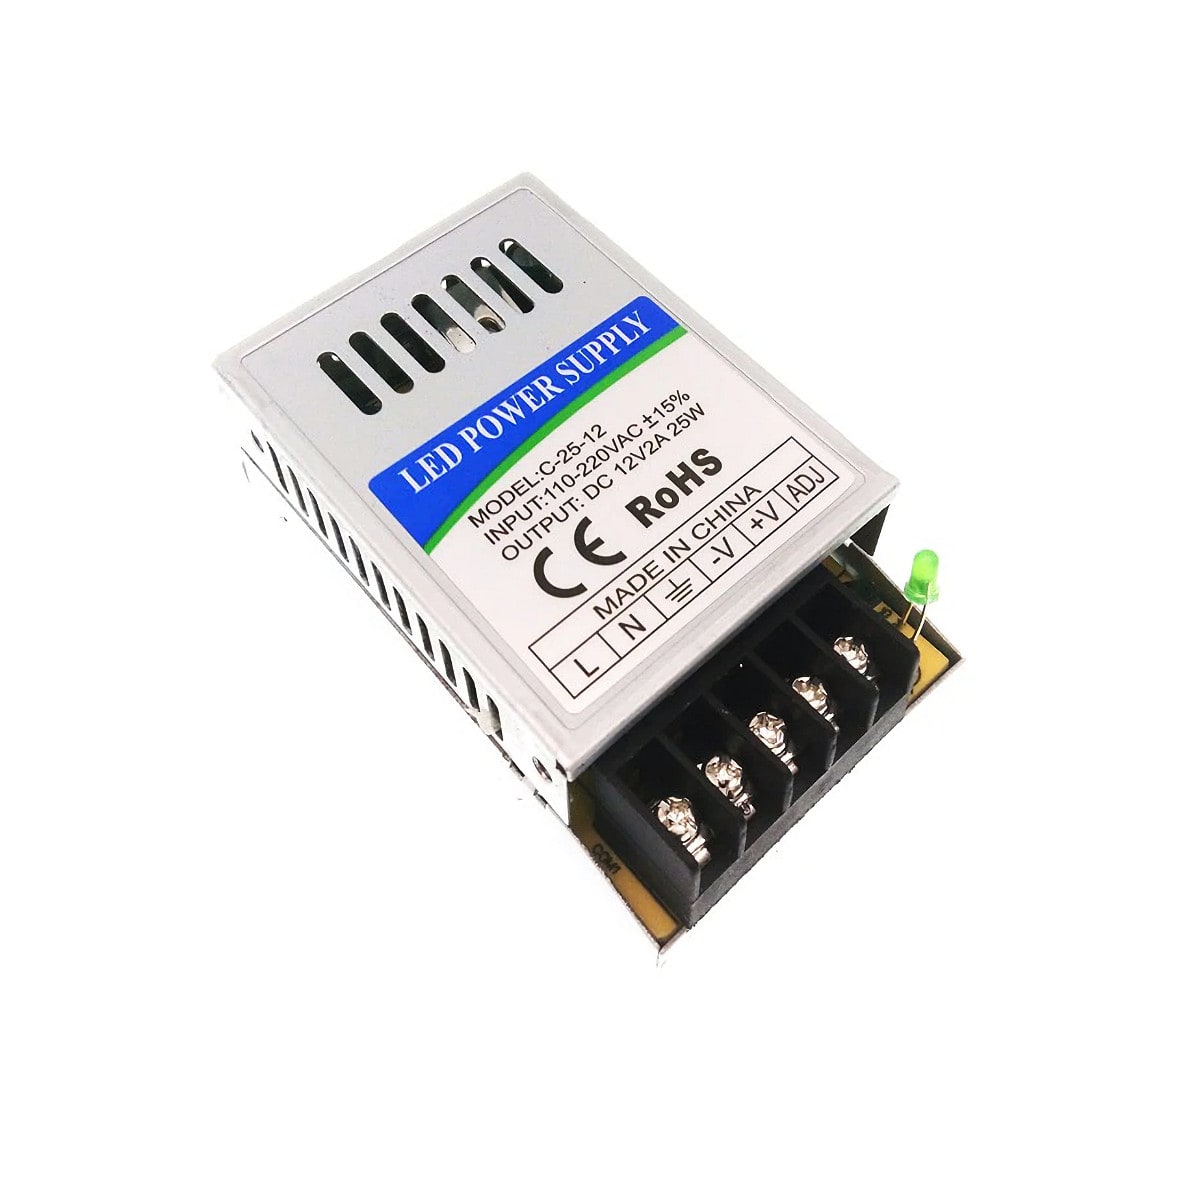 LED POWER SUPPLY
MODEL:C-25-12
INPUT:110-220VAC ±15%
OUTPUT: DC 12V2A 25W
CE RoHS
MADE IN CHINA
L N ⏚ -V +V ADJ
CON1